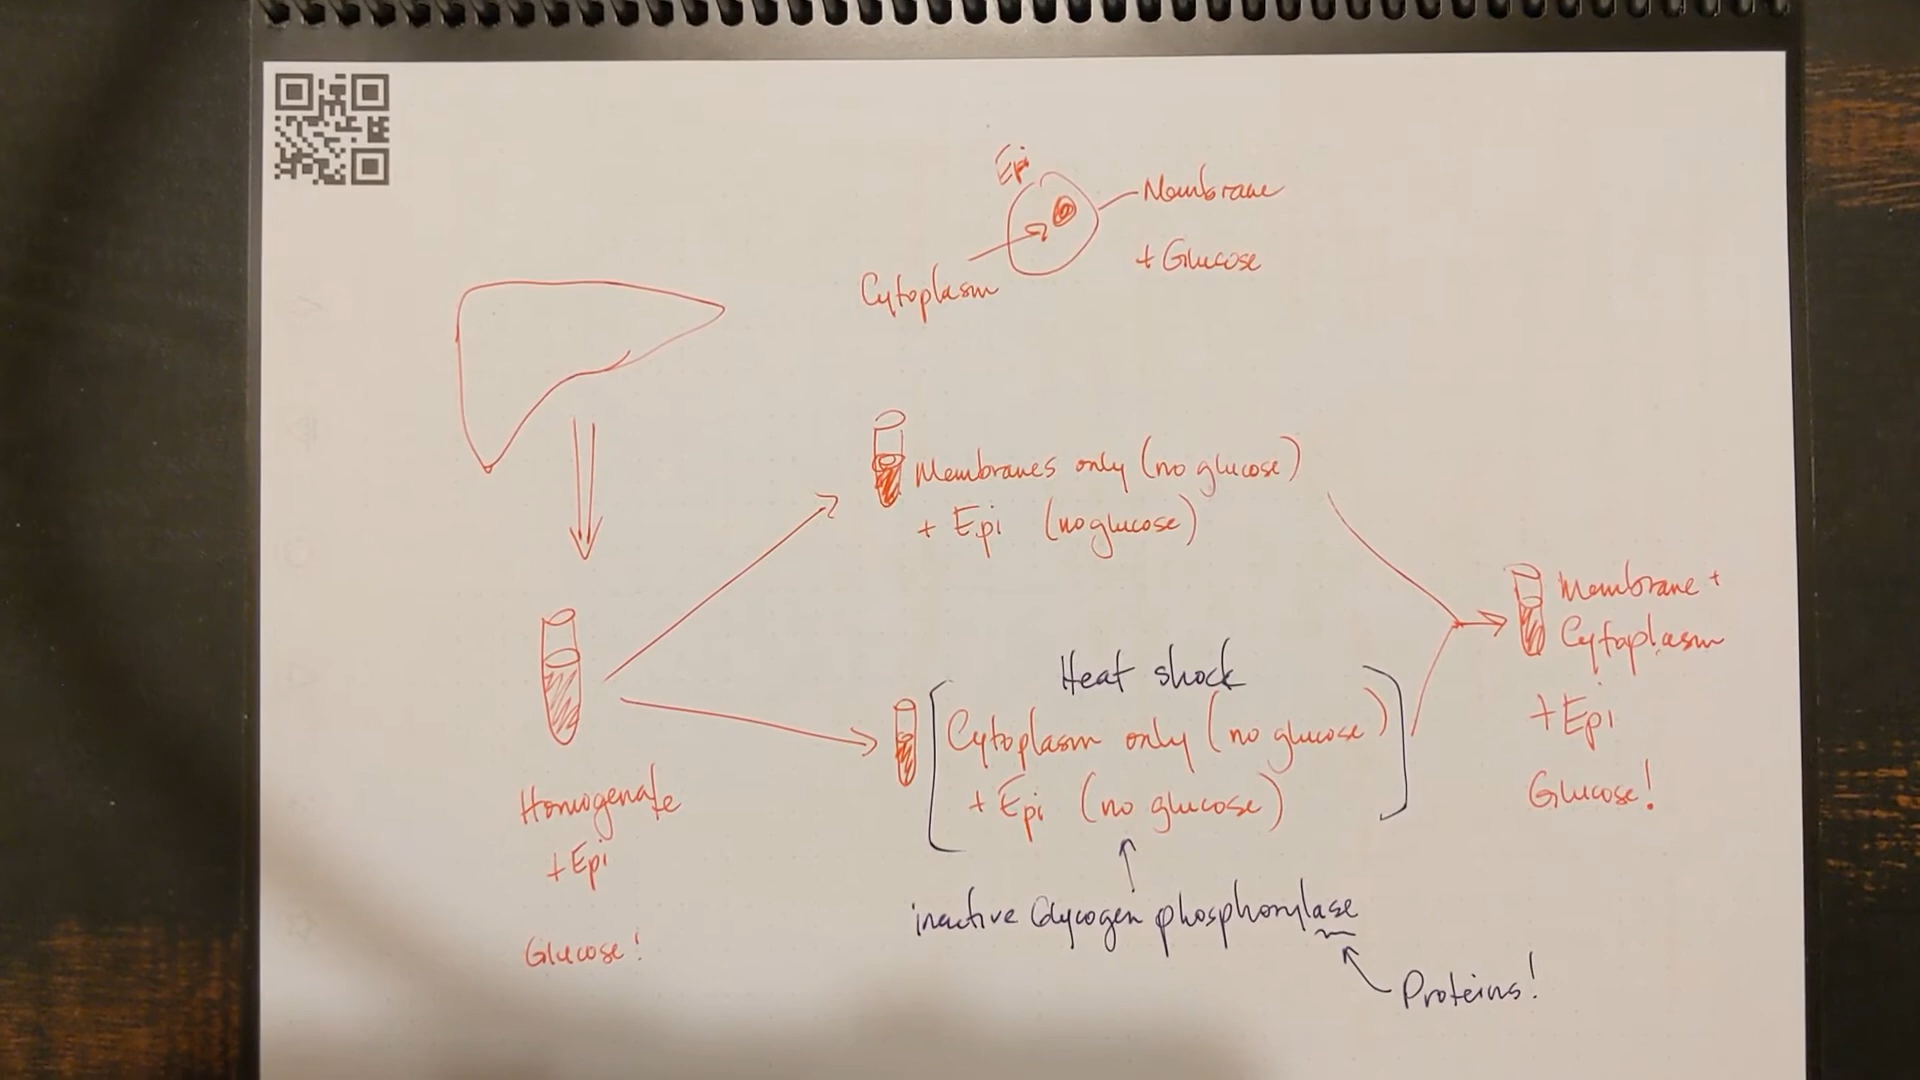 Epi
Membrane
+ Glucose
Cytoplasm
Membranes only (no glucose)
+ Epi (no glucose)
Membrane +
Cytoplasm
+ Epi
Glucose!
Heat shock
Cytoplasm only (no glucose)
+ Epi (no glucose)
Homogenate
+ Epi
Glucose!
inactive Glycogen phosphorylase
Proteins!